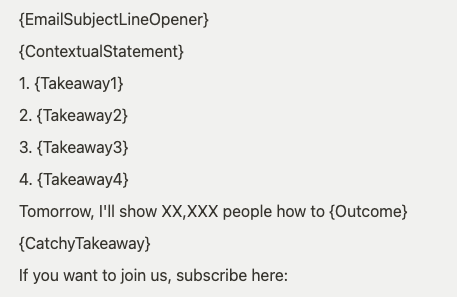 {EmailSubjectLineOpener}
{ContextualStatement}
1. {Takeaway1}
2. {Takeaway2}
3. {Takeaway3}
4. {Takeaway4}
Tomorrow, I'll show XX,XXX people how to {Outcome}
{CatchyTakeaway}
If you want to join us, subscribe here: